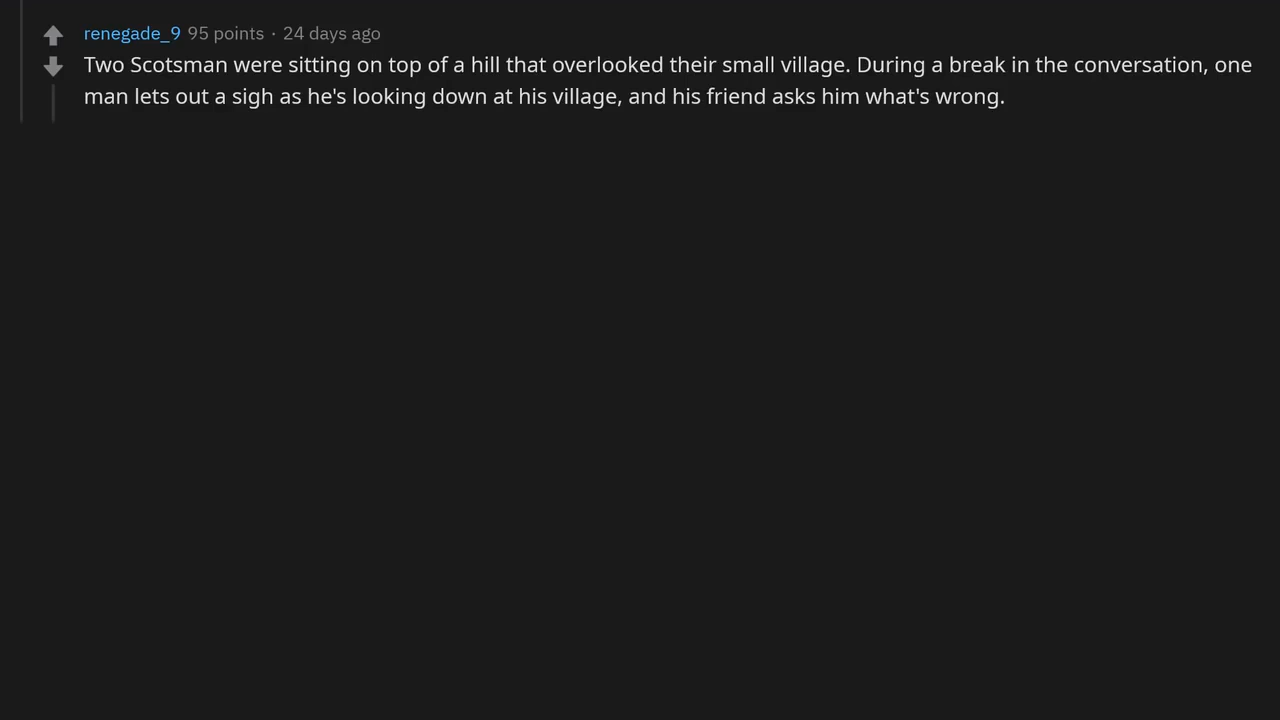 renegade_9 95 points · 24 days ago
Two Scotsman were sitting on top of a hill that overlooked their small village. During a break in the conversation, one
man lets out a sigh as he's looking down at his village, and his friend asks him what's wrong.